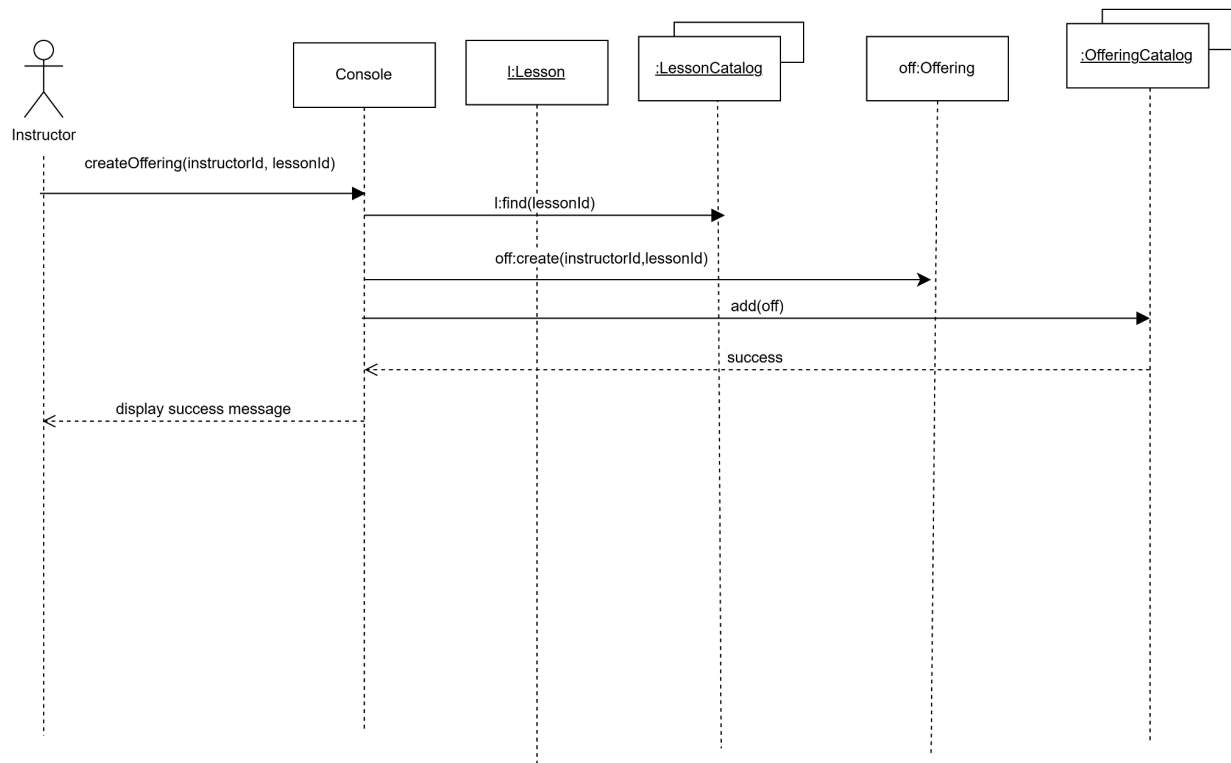 Console
l:Lesson
:LessonCatalog
off:Offering
:OfferingCatalog
Instructor
createOffering(instructorId, lessonId)
l:find(lessonId)
off:create(instructorId,lessonId)
add(off)
success
display success message